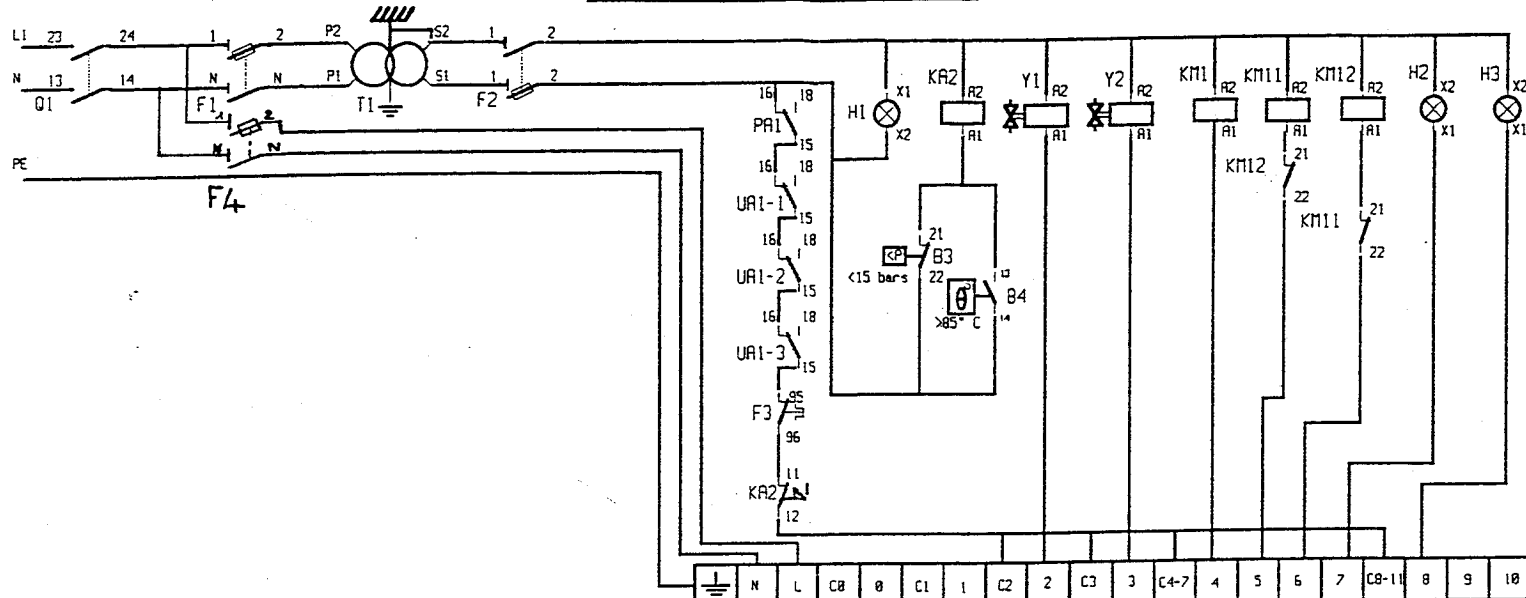 L1 23 24 1 2 P2 S2 1 2
N 13 14 N N P1 S1 1 2
Q1 F1 T1 F2
1 2
N N
PE
F4
16 18
PA1
15
16 18
UA1-1
15
16 18
UA1-2
15
16 18
UA1-3
15
95
F3
96
11
KA2
12
H1 X1
X2
KA2 A2
A1
Y1 A2
A1
Y2 A2
A1
KM1 A2
A1
KM11 A2
A1
KM12 A2
A1
H2 X2
X1
H3 X2
X1
21
<P B3
<15 bars 22
13
θ B4
>85° C 14
21
KM12
22
21
KM11
22
N L C0 0 C1 1 C2 2 C3 3 C4-7 4 5 6 7 C8-11 8 9 10